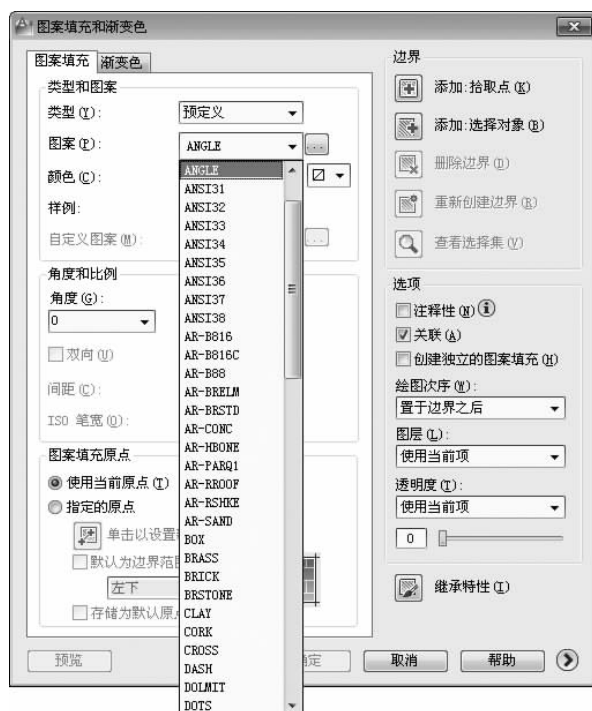 图案填充和渐变色
图案填充 渐变色
类型和图案
类型(Y): 预定义
图案(P): ANGLE
颜色(C):
样例:
自定义图案(M):
ANGLE
ANSI31
ANSI32
ANSI33
ANSI34
ANSI35
ANSI36
ANSI37
ANSI38
AR-B816
AR-B816C
AR-B88
AR-BRELM
AR-BRSTD
AR-CONC
AR-HBONE
AR-PARQ1
AR-RROOF
AR-RSHKE
AR-SAND
BOX
BRASS
BRICK
BRSTONE
CLAY
CORK
CROSS
DASH
DOLMIT
DOTS
角度和比例
角度(G):
0
双向(U)
间距(C):
ISO 笔宽(O):
图案填充原点
使用当前原点(T)
指定的原点
单击以设置
默认为边界范
左下
存储为默认原
预览
定
取消
帮助
边界
添加:拾取点(K)
添加:选择对象(B)
删除边界(D)
重新创建边界(R)
查看选择集(V)
选项
注释性(N)
关联(A)
创建独立的图案填充(H)
绘图次序(W):
置于边界之后
图层(L):
使用当前项
透明度(T):
使用当前项
0
继承特性(I)